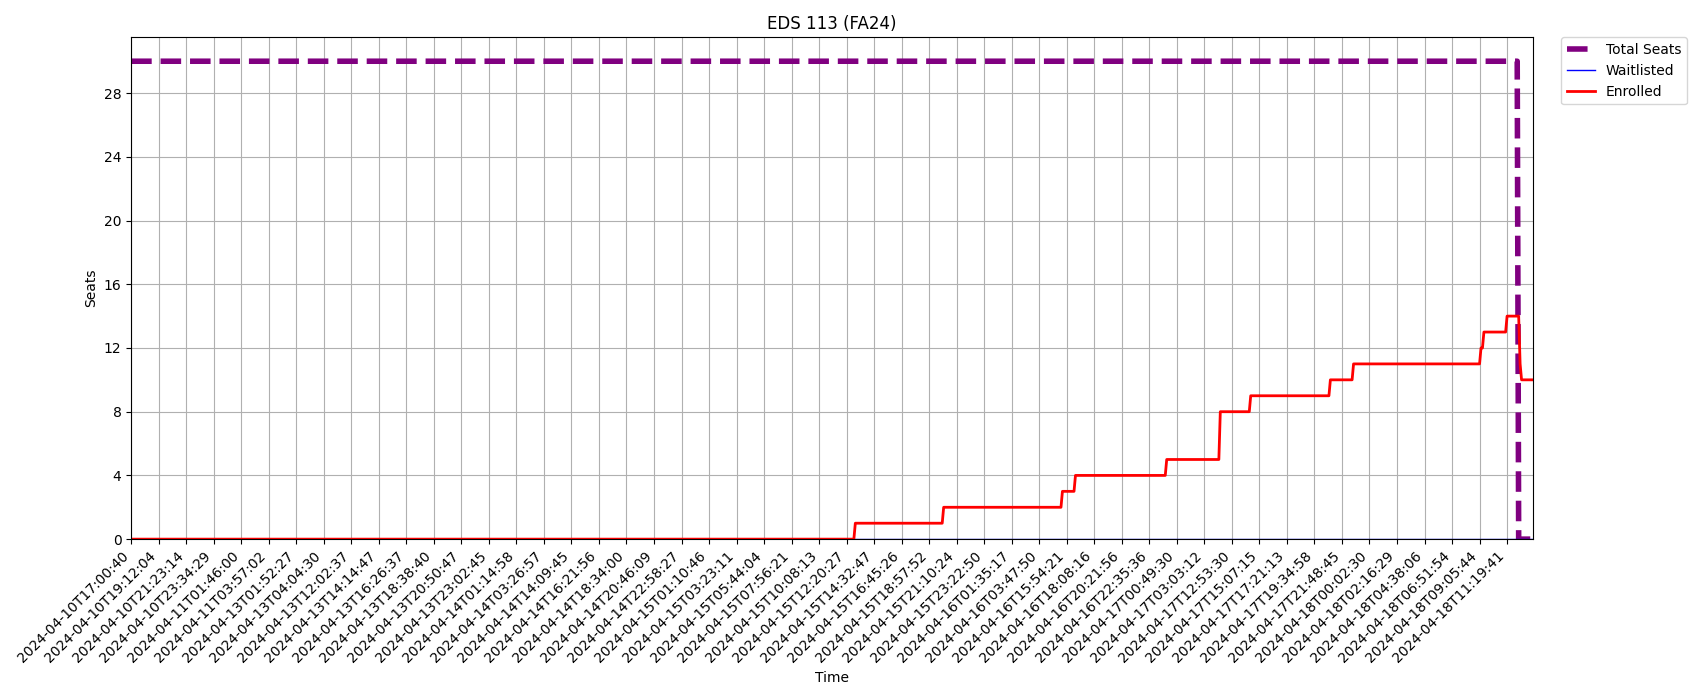 EDS 113 (FA24)
Total Seats
Waitlisted
Enrolled
Seats
28
24
20
16
12
8
4
0
2024-04-10T17:00:40
2024-04-10T19:12:04
2024-04-10T21:23:14
2024-04-10T23:34:29
2024-04-11T01:46:00
2024-04-11T03:57:02
2024-04-13T01:52:27
2024-04-13T04:04:30
2024-04-13T12:02:37
2024-04-13T14:14:47
2024-04-13T16:26:37
2024-04-13T18:38:40
2024-04-13T20:50:47
2024-04-13T23:02:45
2024-04-14T01:14:58
2024-04-14T03:26:57
2024-04-14T14:09:45
2024-04-14T16:21:56
2024-04-14T18:34:00
2024-04-14T20:46:09
2024-04-14T22:58:27
2024-04-15T01:10:46
2024-04-15T03:23:11
2024-04-15T05:44:04
2024-04-15T07:56:21
2024-04-15T10:08:13
2024-04-15T12:20:27
2024-04-15T14:32:47
2024-04-15T16:45:26
2024-04-15T18:57:52
2024-04-15T21:10:24
2024-04-15T23:22:50
2024-04-16T01:35:17
2024-04-16T03:47:50
2024-04-16T15:54:21
2024-04-16T18:08:16
2024-04-16T20:21:56
2024-04-16T22:35:36
2024-04-17T00:49:30
2024-04-17T03:03:12
2024-04-17T12:53:30
2024-04-17T15:07:15
2024-04-17T17:21:13
2024-04-17T19:34:58
2024-04-17T21:48:45
2024-04-18T00:02:30
2024-04-18T02:16:29
2024-04-18T04:38:06
2024-04-18T06:51:54
2024-04-18T09:05:44
2024-04-18T11:19:41
Time